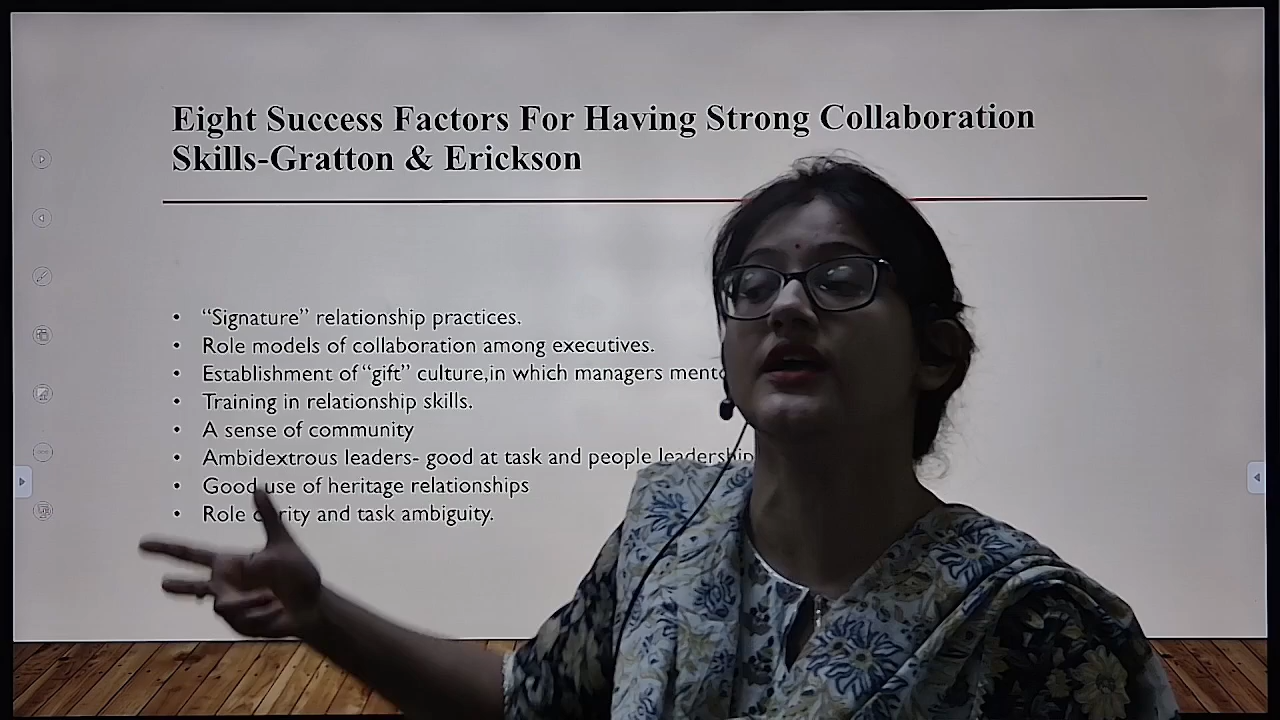 Eight Success Factors For Having Strong Collaboration
Skills-Gratton & Erickson
• “Signature” relationship practices.
• Role models of collaboration among executives.
• Establishment of “gift” culture,in which managers
• Training in relationship skills.
• A sense of community
• Ambidextrous leaders- good at task and people leadership
• Good use of heritage relationships
• Role and task ambiguity.